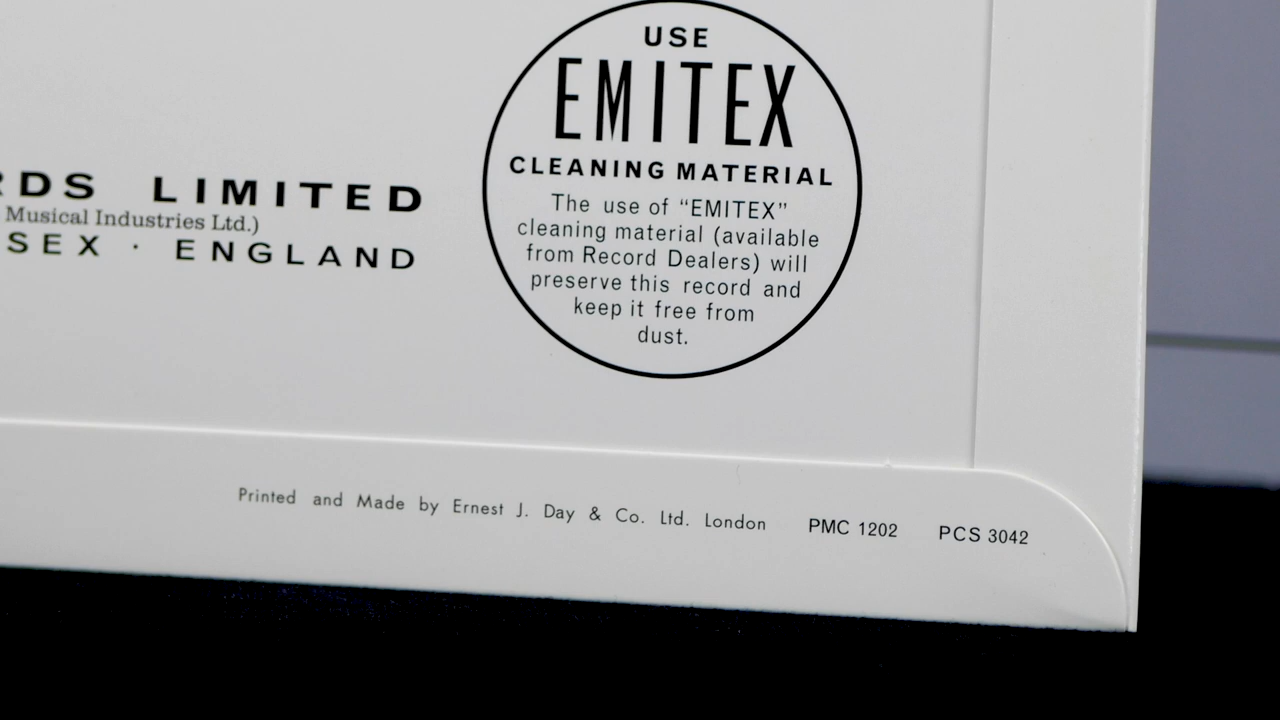 RDS LIMITED
Musical Industries Ltd.)
SEX · ENGLAND
USE
EMITEX
CLEANING MATERIAL
The use of “EMITEX”
cleaning material (available
from Record Dealers) will
preserve this record and
keep it free from
dust.
Printed and Made by Ernest J. Day & Co. Ltd. London PMC 1202 PCS 3042